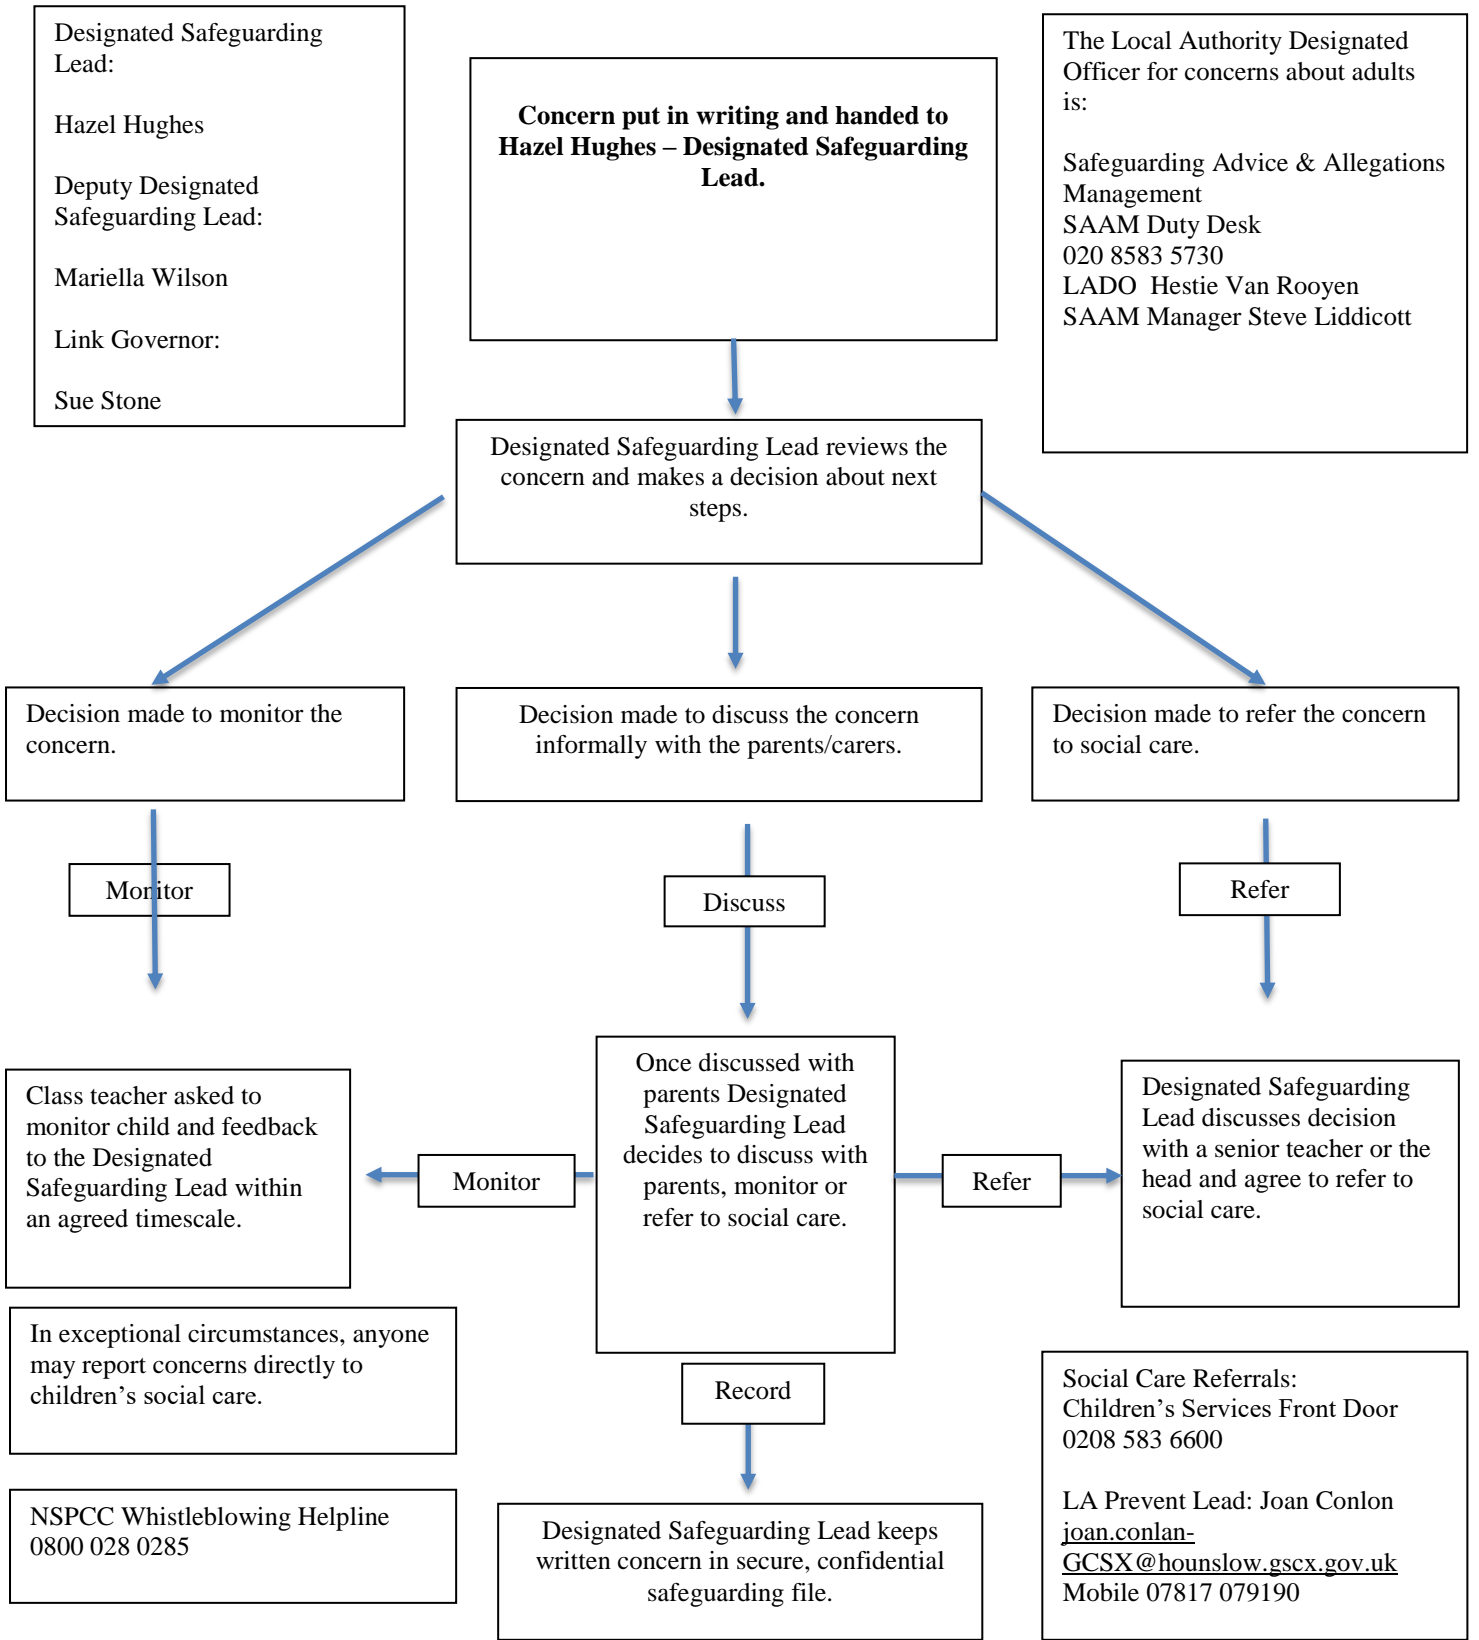 Designated Safeguarding
Lead:
Hazel Hughes
Deputy Designated
Safeguarding Lead:
Mariella Wilson
Link Governor:
Sue Stone
Concern put in writing and handed to
Hazel Hughes – Designated Safeguarding
Lead.
The Local Authority Designated
Officer for concerns about adults
is:
Safeguarding Advice & Allegations
Management
SAAM Duty Desk
020 8583 5730
LADO  Hestie Van Rooyen
SAAM Manager Steve Liddicott
Designated Safeguarding Lead reviews the
concern and makes a decision about next
steps.
Decision made to monitor the
concern.
Decision made to discuss the concern
informally with the parents/carers.
Decision made to refer the concern
to social care.
Monitor
Discuss
Refer
Class teacher asked to
monitor child and feedback
to the Designated
Safeguarding Lead within
an agreed timescale.
Monitor
Once discussed with
parents Designated
Safeguarding Lead
decides to discuss with
parents, monitor or
refer to social care.
Refer
Designated Safeguarding
Lead discusses decision
with a senior teacher or the
head and agree to refer to
social care.
In exceptional circumstances, anyone
may report concerns directly to
children’s social care.
Record
Social Care Referrals:
Children’s Services Front Door
0208 583 6600
LA Prevent Lead: Joan Conlon
joan.conlan-
GCSX@hounslow.gscx.gov.uk
Mobile 07817 079190
NSPCC Whistleblowing Helpline
0800 028 0285
Designated Safeguarding Lead keeps
written concern in secure, confidential
safeguarding file.